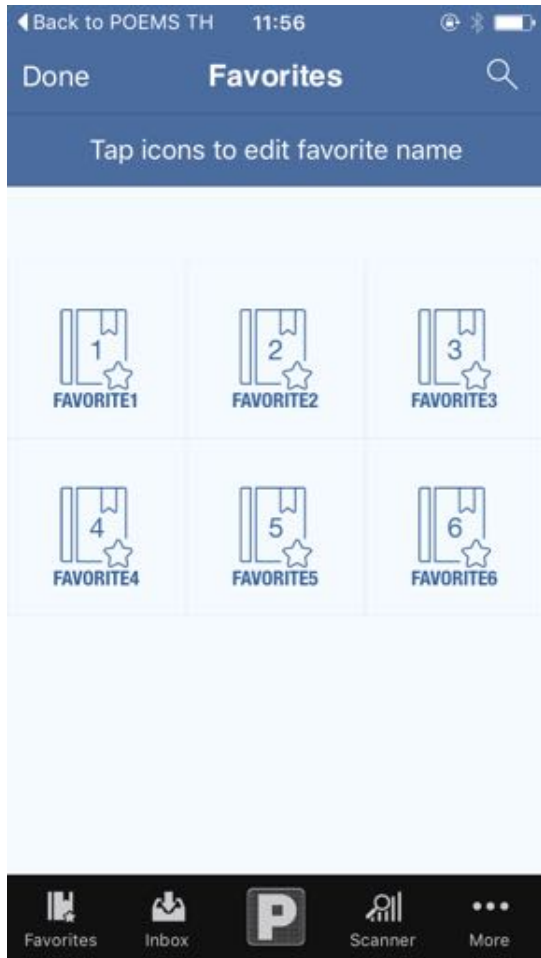 Back to POEMS TH 11:56
Done Favorites
Tap icons to edit favorite name
1 2 3
FAVORITE1 FAVORITE2 FAVORITE3
4 5 6
FAVORITE4 FAVORITE5 FAVORITE6
P
Favorites Inbox Scanner More